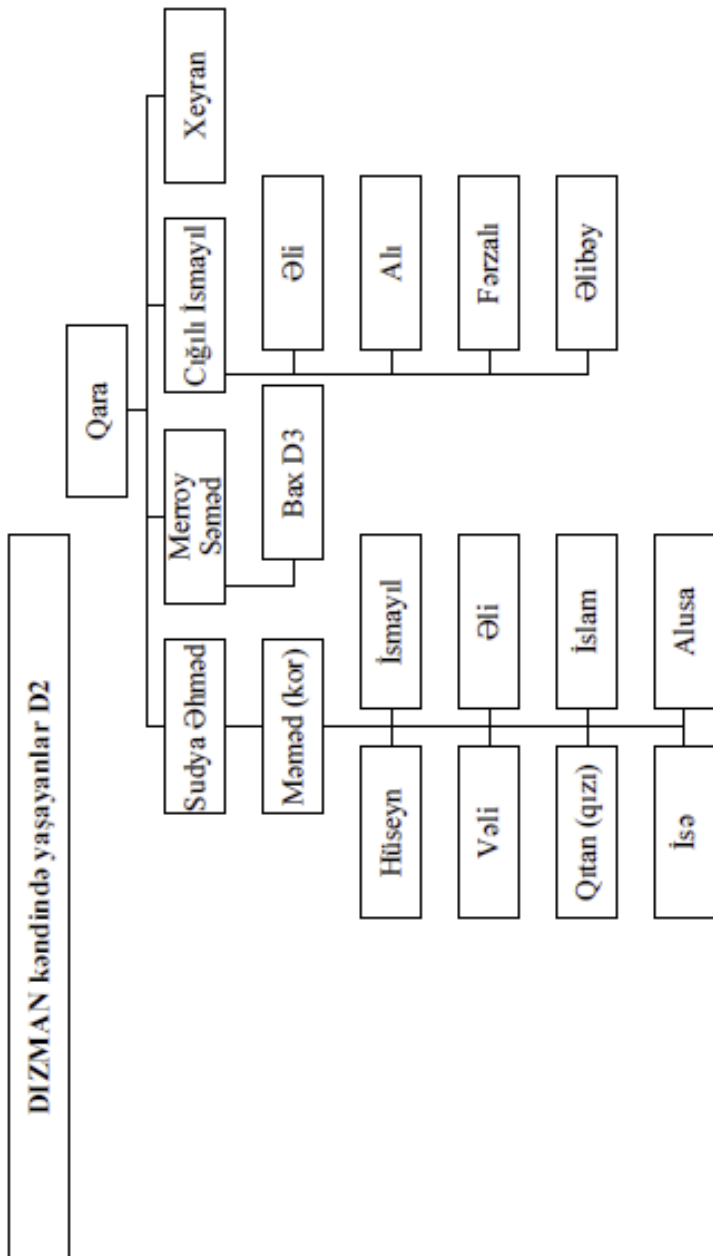 DIZMAN kəndində yaşayanlar D2
Qara
Sudya Əhməd
Merroy
Səməd
Cığılı İsmayıl
Xeyran
Məməd (kor)
Bax D3
Əli
Hüseyn
İsmayıl
Alı
Vəli
Əli
Fərzalı
Qıtan (qızı)
İslam
Əlibəy
İsə
Alusa